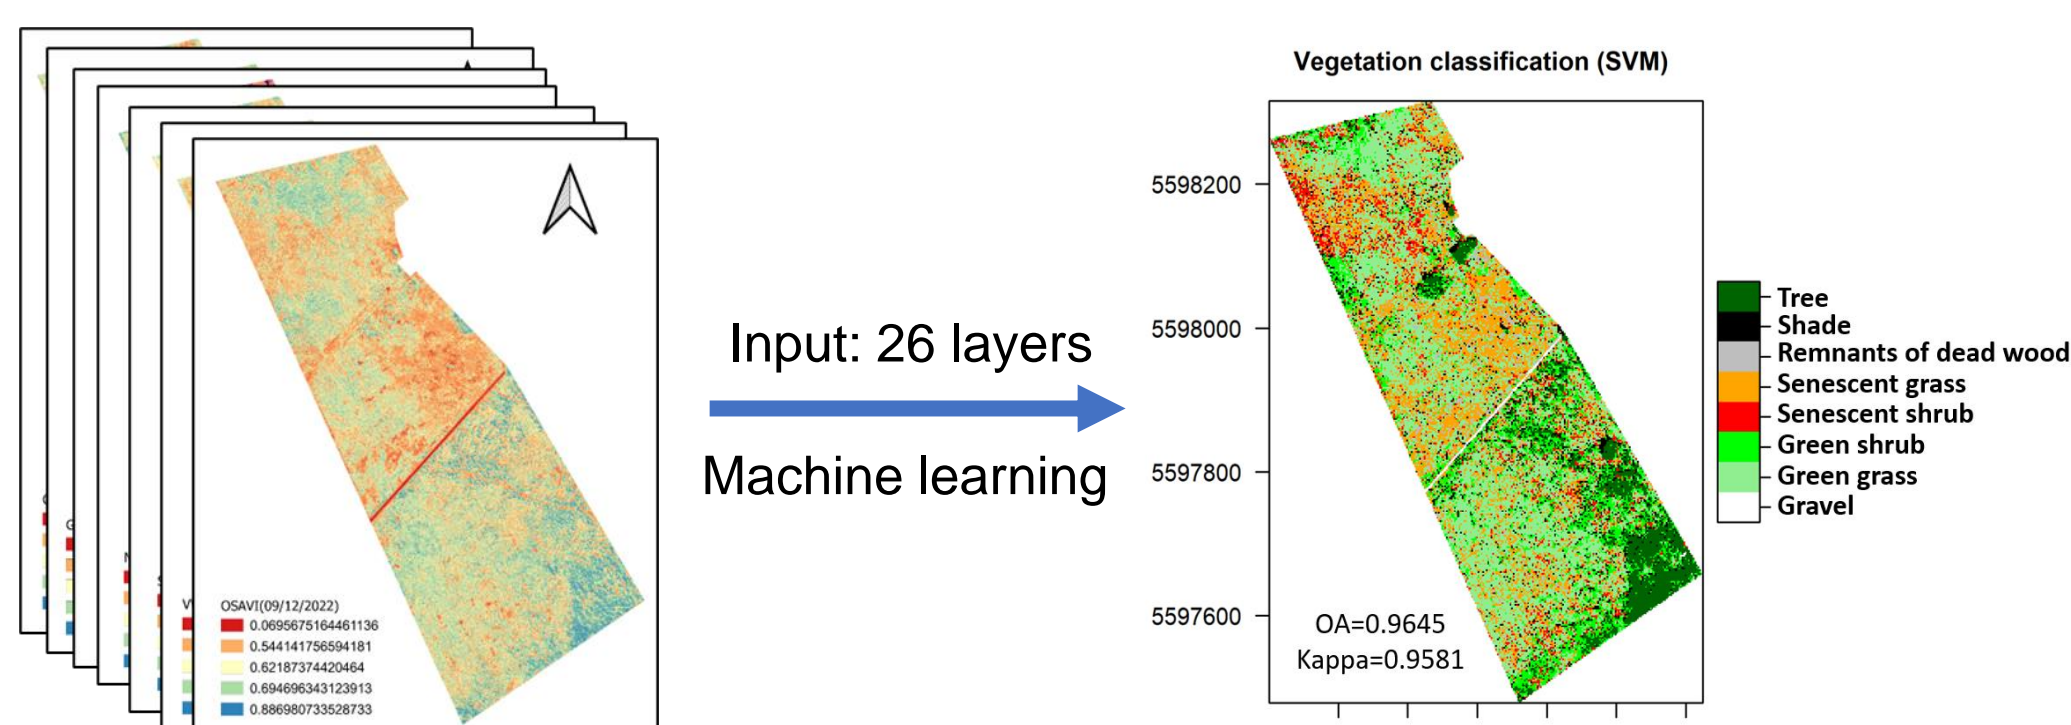 OSAVI(09/12/2022)
0.0695675164461136
0.544141756594181
0.62187374420464
0.694696343123913
0.886980733528733
Input: 26 layers
Machine learning
Vegetation classification (SVM)
5598200
5598000
5597800
5597600
OA=0.9645
Kappa=0.9581
Tree
Shade
Remnants of dead wood
Senescent grass
Senescent shrub
Green shrub
Green grass
Gravel